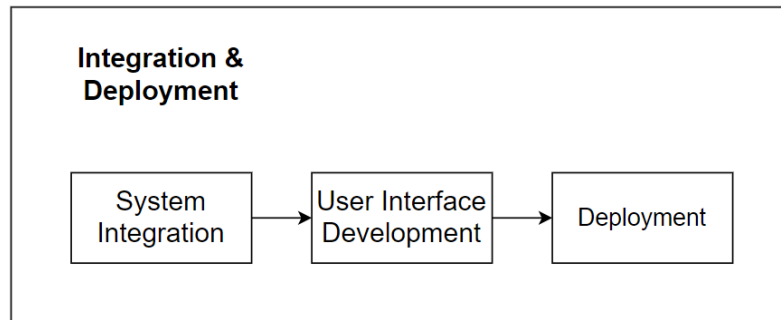 Integration &
Deployment
System
Integration
User Interface
Development
Deployment